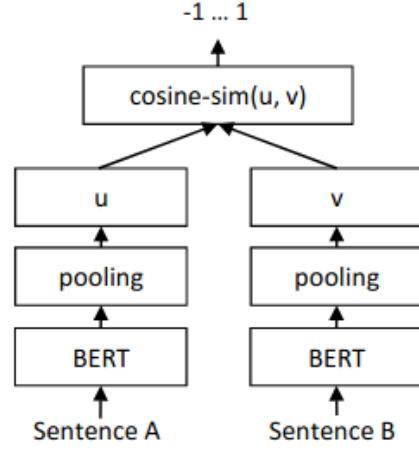 -1 … 1
cosine-sim(u, v)
u
v
pooling
pooling
BERT
BERT
Sentence A
Sentence B